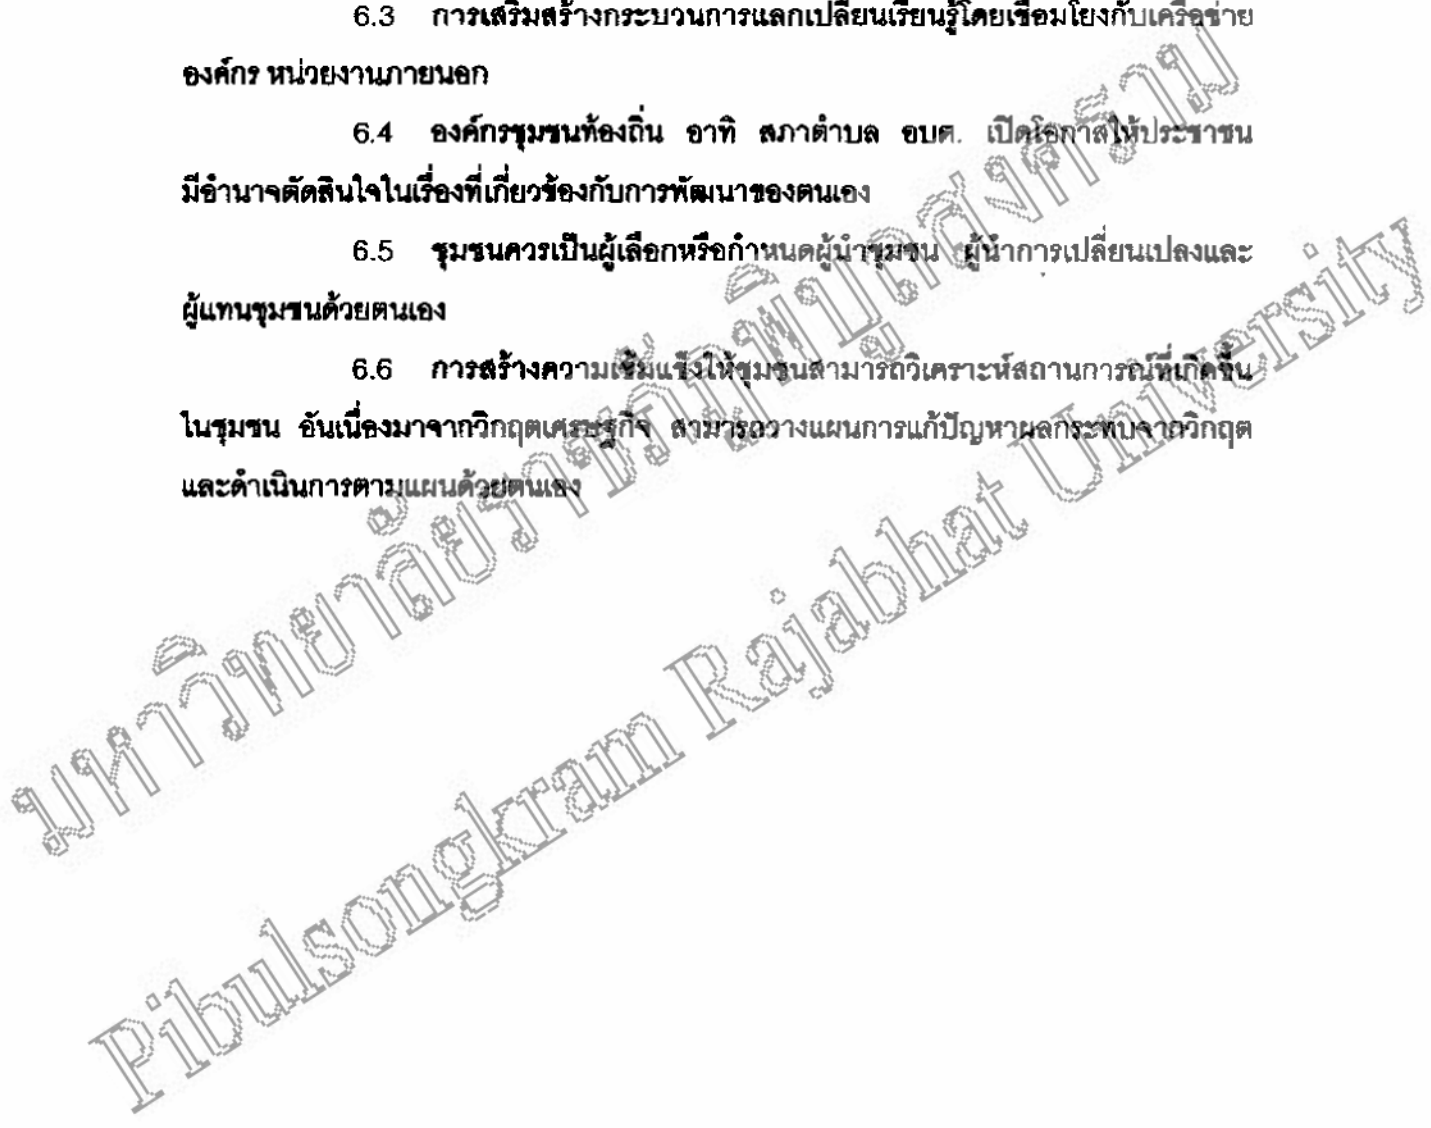 6.3 การเสริมสร้างกระบวนการแลกเปลี่ยนเรียนรู้โดยเชื่อมโยงกับเครือข่าย
องค์กร หน่วยงานภายนอก
6.4 องค์กรชุมชนท้องถิ่น อาทิ สภาตำบล อบต. เปิดโอกาสให้ประชาชน
มีอำนาจตัดสินใจในเรื่องที่เกี่ยวข้องกับการพัฒนาของตนเอง
6.5 ชุมชนควรเป็นผู้เลือกหรือกำหนดผู้นำชุมชน ผู้นำการเปลี่ยนเปลงและ
ผู้แทนชุมชนด้วยตนเอง
6.6 การสร้างความเข้มแข็งให้ชุมชนสามารถวิเคราะห์สถานการณ์ที่เกิดขึ้น
ในชุมชน อันเนื่องมาจากวิกฤตเศรษฐกิจ สามารถวางแผนการแก้ปัญหาผลกระทบจากวิกฤต
และดำเนินการตามแผนด้วยตนเอง
มหาวิทยาลัยราชภัฏพิบูลสงคราม
Pibulsongkram Rajabhat University